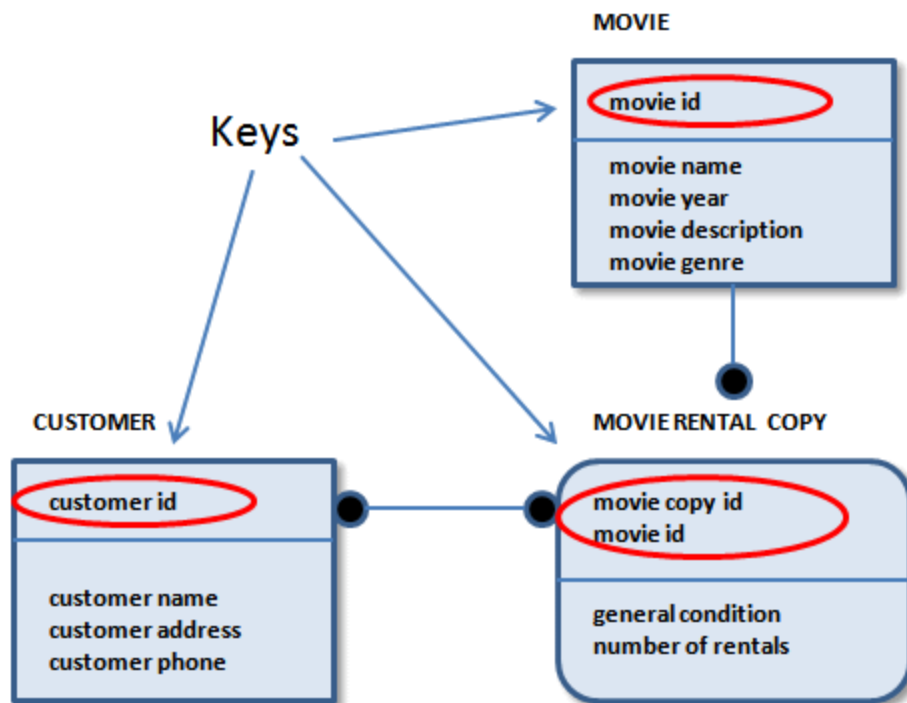 MOVIE
movie id
Keys
movie name
movie year
movie description
movie genre
CUSTOMER
MOVIE RENTAL COPY
customer id
movie copy id
movie id
customer name
customer address
customer phone
general condition
number of rentals